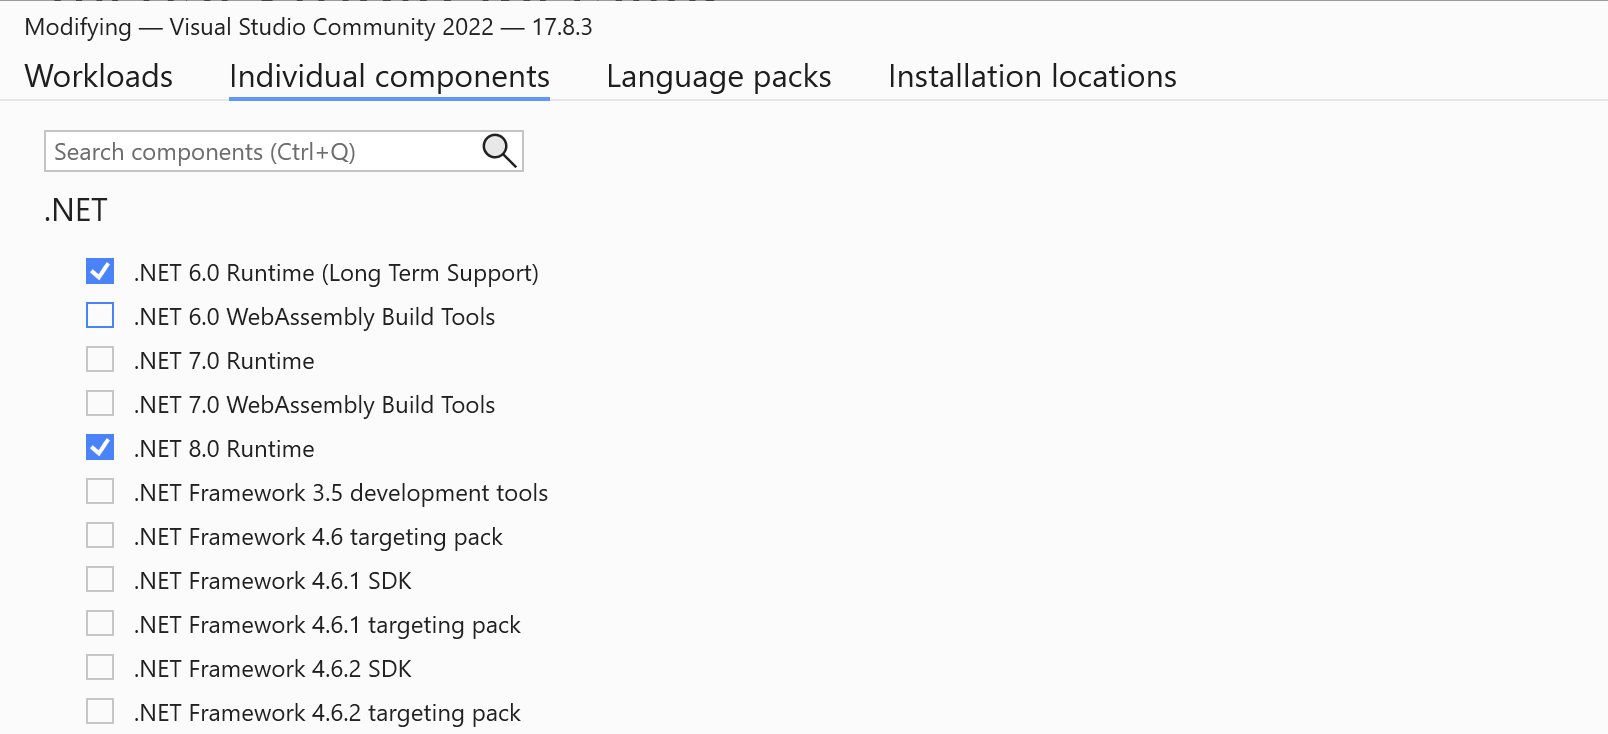 Modifying — Visual Studio Community 2022 — 17.8.3
Workloads Individual components Language packs Installation locations
Search components (Ctrl+Q)
.NET
.NET 6.0 Runtime (Long Term Support)
.NET 6.0 WebAssembly Build Tools
.NET 7.0 Runtime
.NET 7.0 WebAssembly Build Tools
.NET 8.0 Runtime
.NET Framework 3.5 development tools
.NET Framework 4.6 targeting pack
.NET Framework 4.6.1 SDK
.NET Framework 4.6.1 targeting pack
.NET Framework 4.6.2 SDK
.NET Framework 4.6.2 targeting pack